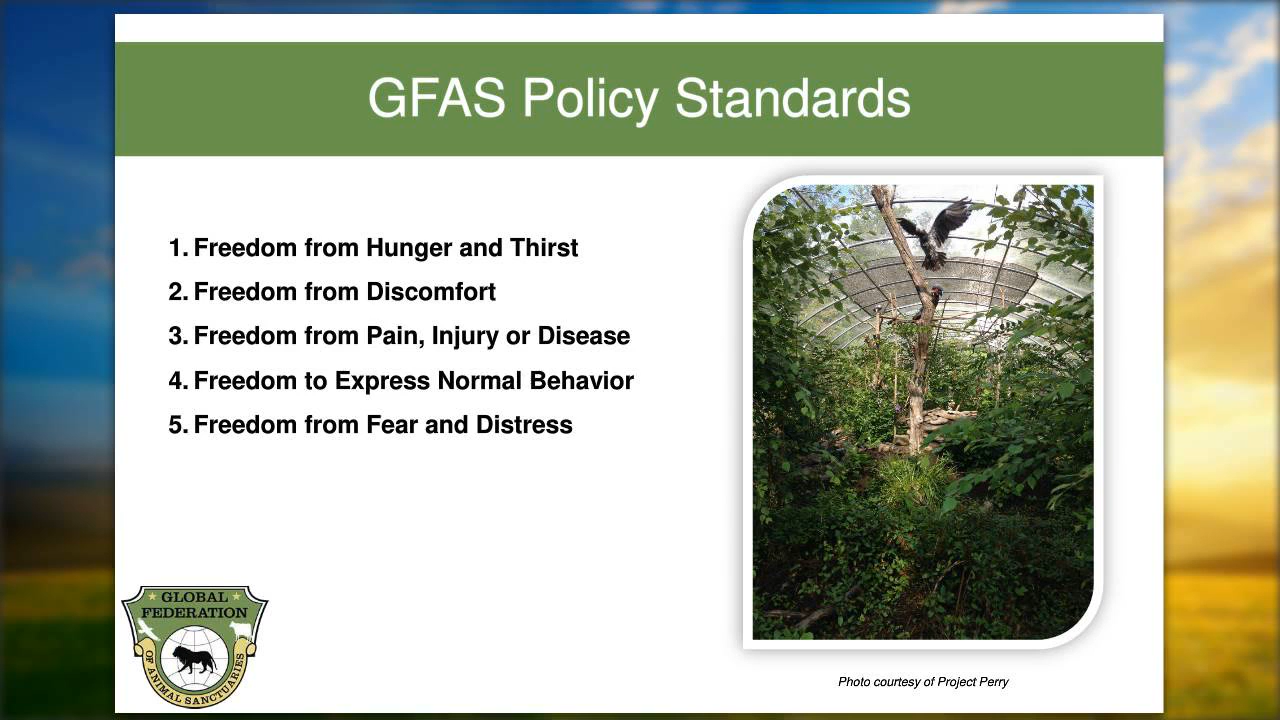 GFAS Policy Standards
1. Freedom from Hunger and Thirst
2. Freedom from Discomfort
3. Freedom from Pain, Injury or Disease
4. Freedom to Express Normal Behavior
5. Freedom from Fear and Distress
GLOBAL
FEDERATION
OF ANIMAL SANCTUARIES
Photo courtesy of Project Perry